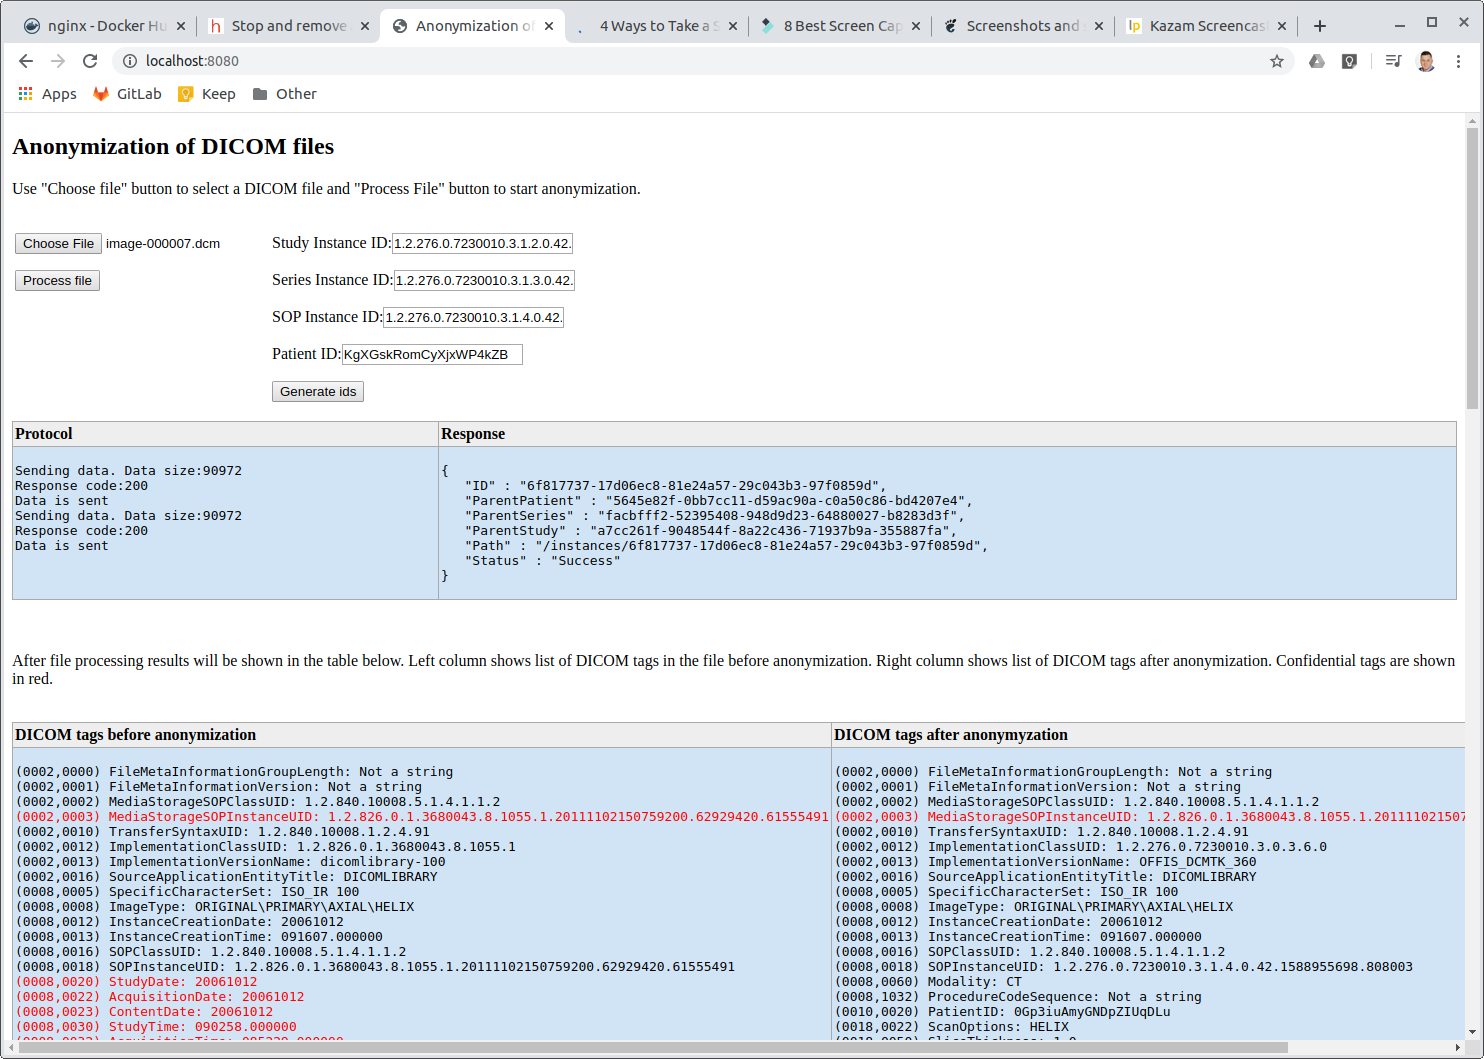 nginx - Docker Hu
Stop and remove
Anonymization of
4 Ways to Take a S
8 Best Screen Cap
Screenshots and
Kazam Screencas
localhost:8080
Apps GitLab Keep Other
Anonymization of DICOM files
Use "Choose file" button to select a DICOM file and "Process File" button to start anonymization.
Choose File image-000007.dcm
Process file
Study Instance ID: 1.2.276.0.7230010.3.1.2.0.42.
Series Instance ID: 1.2.276.0.7230010.3.1.3.0.42.
SOP Instance ID: 1.2.276.0.7230010.3.1.4.0.42.
Patient ID: KgXGskRomCyXjxWP4kZB
Generate ids
Protocol
Sending data. Data size:90972
Response code:200
Data is sent
Sending data. Data size:90972
Response code:200
Data is sent
Response
{
"ID" : "6f817737-17d06ec8-81e24a57-29c043b3-97f0859d",
"ParentPatient" : "5645e82f-0bb7cc11-d59ac90a-c0a50c86-bd4207e4",
"ParentSeries" : "facbfff2-52395408-948d9d23-64880027-b8283d3f",
"ParentStudy" : "a7cc261f-9048544f-8a22c436-71937b9a-355887fa",
"Path" : "/instances/6f817737-17d06ec8-81e24a57-29c043b3-97f0859d",
"Status" : "Success"
}
After file processing results will be shown in the table below. Left column shows list of DICOM tags in the file before anonymization. Right column shows list of DICOM tags after anonymization. Confidential tags are shown
in red.
DICOM tags before anonymization
(0002,0000) FileMetaInformationGroupLength: Not a string
(0002,0001) FileMetaInformationVersion: Not a string
(0002,0002) MediaStorageSOPClassUID: 1.2.840.10008.5.1.4.1.1.2
(0002,0003) MediaStorageSOPInstanceUID: 1.2.826.0.1.3680043.8.1055.1.20111102150759200.62929420.61555491
(0002,0010) TransferSyntaxUID: 1.2.840.10008.1.2.4.91
(0002,0012) ImplementationClassUID: 1.2.826.0.1.3680043.8.1055.1
(0002,0013) ImplementationVersionName: dicomlibrary-100
(0002,0016) SourceApplicationEntityTitle: DICOMLIBRARY
(0008,0005) SpecificCharacterSet: ISO_IR 100
(0008,0008) ImageType: ORIGINAL\PRIMARY\AXIAL\HELIX
(0008,0012) InstanceCreationDate: 20061012
(0008,0013) InstanceCreationTime: 091607.000000
(0008,0016) SOPClassUID: 1.2.840.10008.5.1.4.1.1.2
(0008,0018) SOPInstanceUID: 1.2.826.0.1.3680043.8.1055.1.20111102150759200.62929420.61555491
(0008,0020) StudyDate: 20061012
(0008,0022) AcquisitionDate: 20061012
(0008,0023) ContentDate: 20061012
(0008,0030) StudyTime: 090258.000000
DICOM tags after anonymyzation
(0002,0000) FileMetaInformationGroupLength: Not a string
(0002,0001) FileMetaInformationVersion: Not a string
(0002,0002) MediaStorageSOPClassUID: 1.2.840.10008.5.1.4.1.1.2
(0002,0003) MediaStorageSOPInstanceUID: 1.2.826.0.1.3680043.8.1055.1.201111021507
(0002,0010) TransferSyntaxUID: 1.2.840.10008.1.2.4.91
(0002,0012) ImplementationClassUID: 1.2.276.0.7230010.3.0.3.6.0
(0002,0013) ImplementationVersionName: OFFIS_DCMTK_360
(0002,0016) SourceApplicationEntityTitle: DICOMLIBRARY
(0008,0005) SpecificCharacterSet: ISO_IR 100
(0008,0008) ImageType: ORIGINAL\PRIMARY\AXIAL\HELIX
(0008,0012) InstanceCreationDate: 20061012
(0008,0013) InstanceCreationTime: 091607.000000
(0008,0016) SOPClassUID: 1.2.840.10008.5.1.4.1.1.2
(0008,0018) SOPInstanceUID: 1.2.276.0.7230010.3.1.4.0.42.1588955698.808003
(0008,0060) Modality: CT
(0008,1032) ProcedureCodeSequence: Not a string
(0010,0020) PatientID: 0Gp3iuAmyGNDpZIUqDLu
(0018,0022) ScanOptions: HELIX